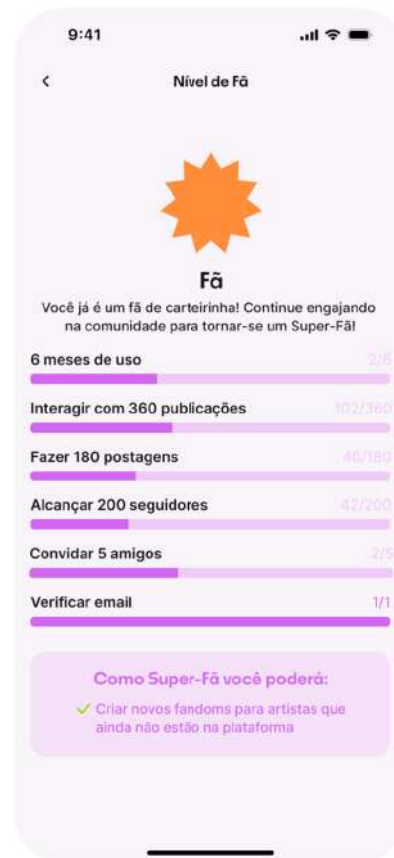 9:41
Nível de Fã
Fã
Você já é um fã de carteirinha! Continue engajando
na comunidade para tornar-se um Super-Fã!
6 meses de uso 2/6
Interagir com 360 publicações 102/360
Fazer 180 postagens 40/180
Alcançar 200 seguidores 42/200
Convidar 5 amigos 2/5
Verificar email 1/1
Como Super-Fã você poderá:
Criar novos fandoms para artistas que
ainda não estão na plataforma